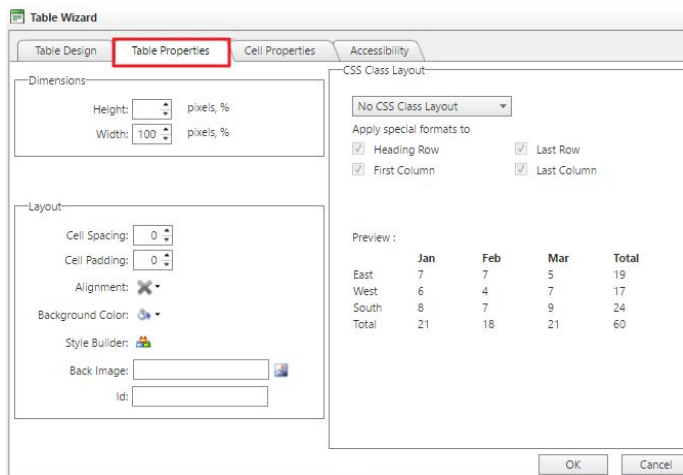 Table Wizard
Table Design Table Properties Cell Properties Accessibility
Dimensions
Height: pixels, %
Width: 100 pixels, %
Layout
Cell Spacing: 0
Cell Padding: 0
Alignment:
Background Color:
Style Builder:
Back Image:
Id:
CSS Class Layout
No CSS Class Layout
Apply special formats to
Heading Row Last Row
First Column Last Column
Preview :
Jan Feb Mar Total
East 7 7 5 19
West 6 4 7 17
South 8 7 9 24
Total 21 18 21 60
OK Cancel